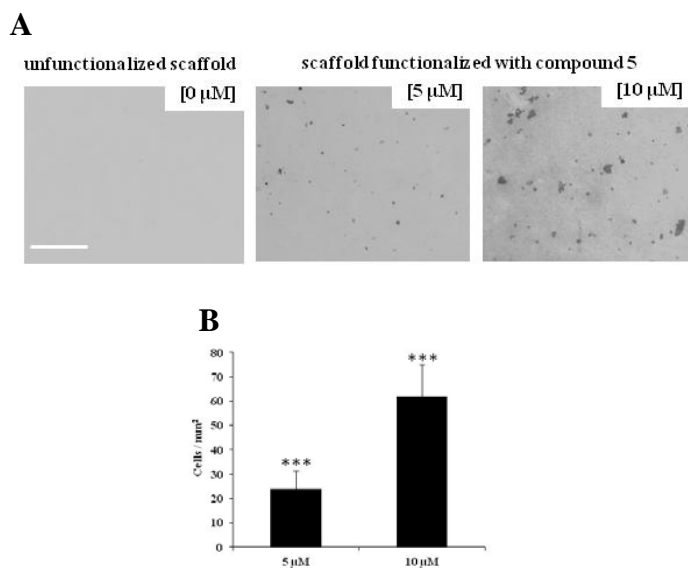 A
unfunctionalized scaffold
scaffold functionalized with compound 5
[0 µM]
[5 µM]
[10 µM]
B
80
70
60
50
40
30
20
10
0
Cells / mm²
***
***
5 µM
10 µM